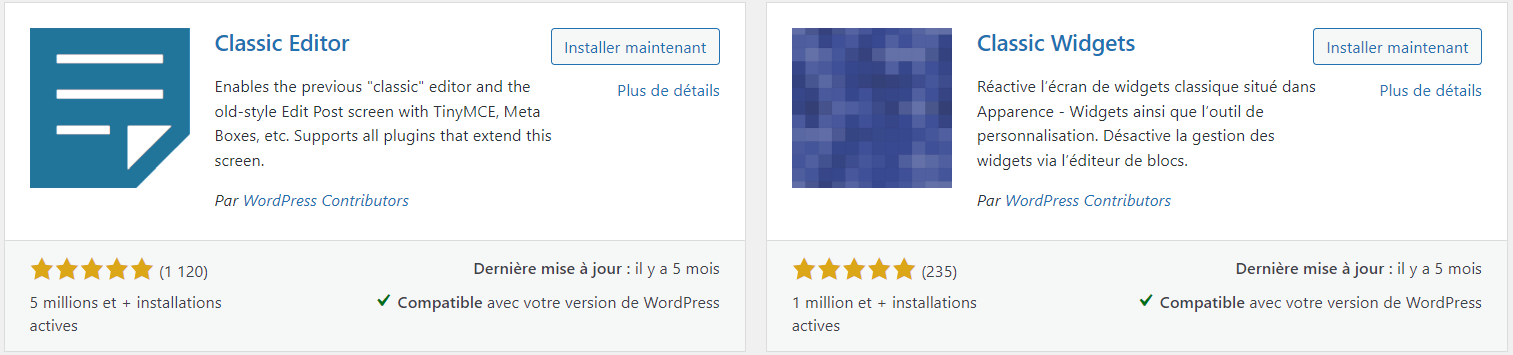 Classic Editor
Installer maintenant
Enables the previous "classic" editor and the
old-style Edit Post screen with TinyMCE, Meta
Boxes, etc. Supports all plugins that extend this
screen.
Plus de détails
Par WordPress Contributors
(1 120)
5 millions et + installations
actives
Dernière mise à jour : il y a 5 mois
Compatible avec votre version de WordPress
Classic Widgets
Installer maintenant
Réactive l’écran de widgets classique situé dans
Apparence - Widgets ainsi que l’outil de
personnalisation. Désactive la gestion des
widgets via l’éditeur de blocs.
Plus de détails
Par WordPress Contributors
(235)
1 million et + installations
actives
Dernière mise à jour : il y a 5 mois
Compatible avec votre version de WordPress